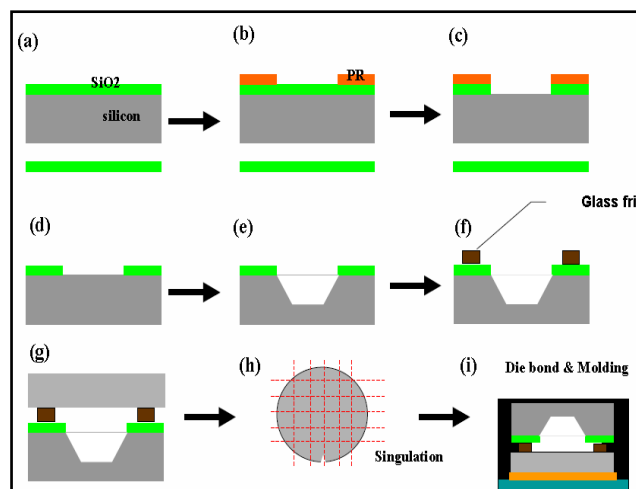 (a)
(b)
(c)
SiO2
PR
silicon
Glass fri
(d)
(e)
(f)
(g)
(h)
(i)
Die bond & Molding
Singulation